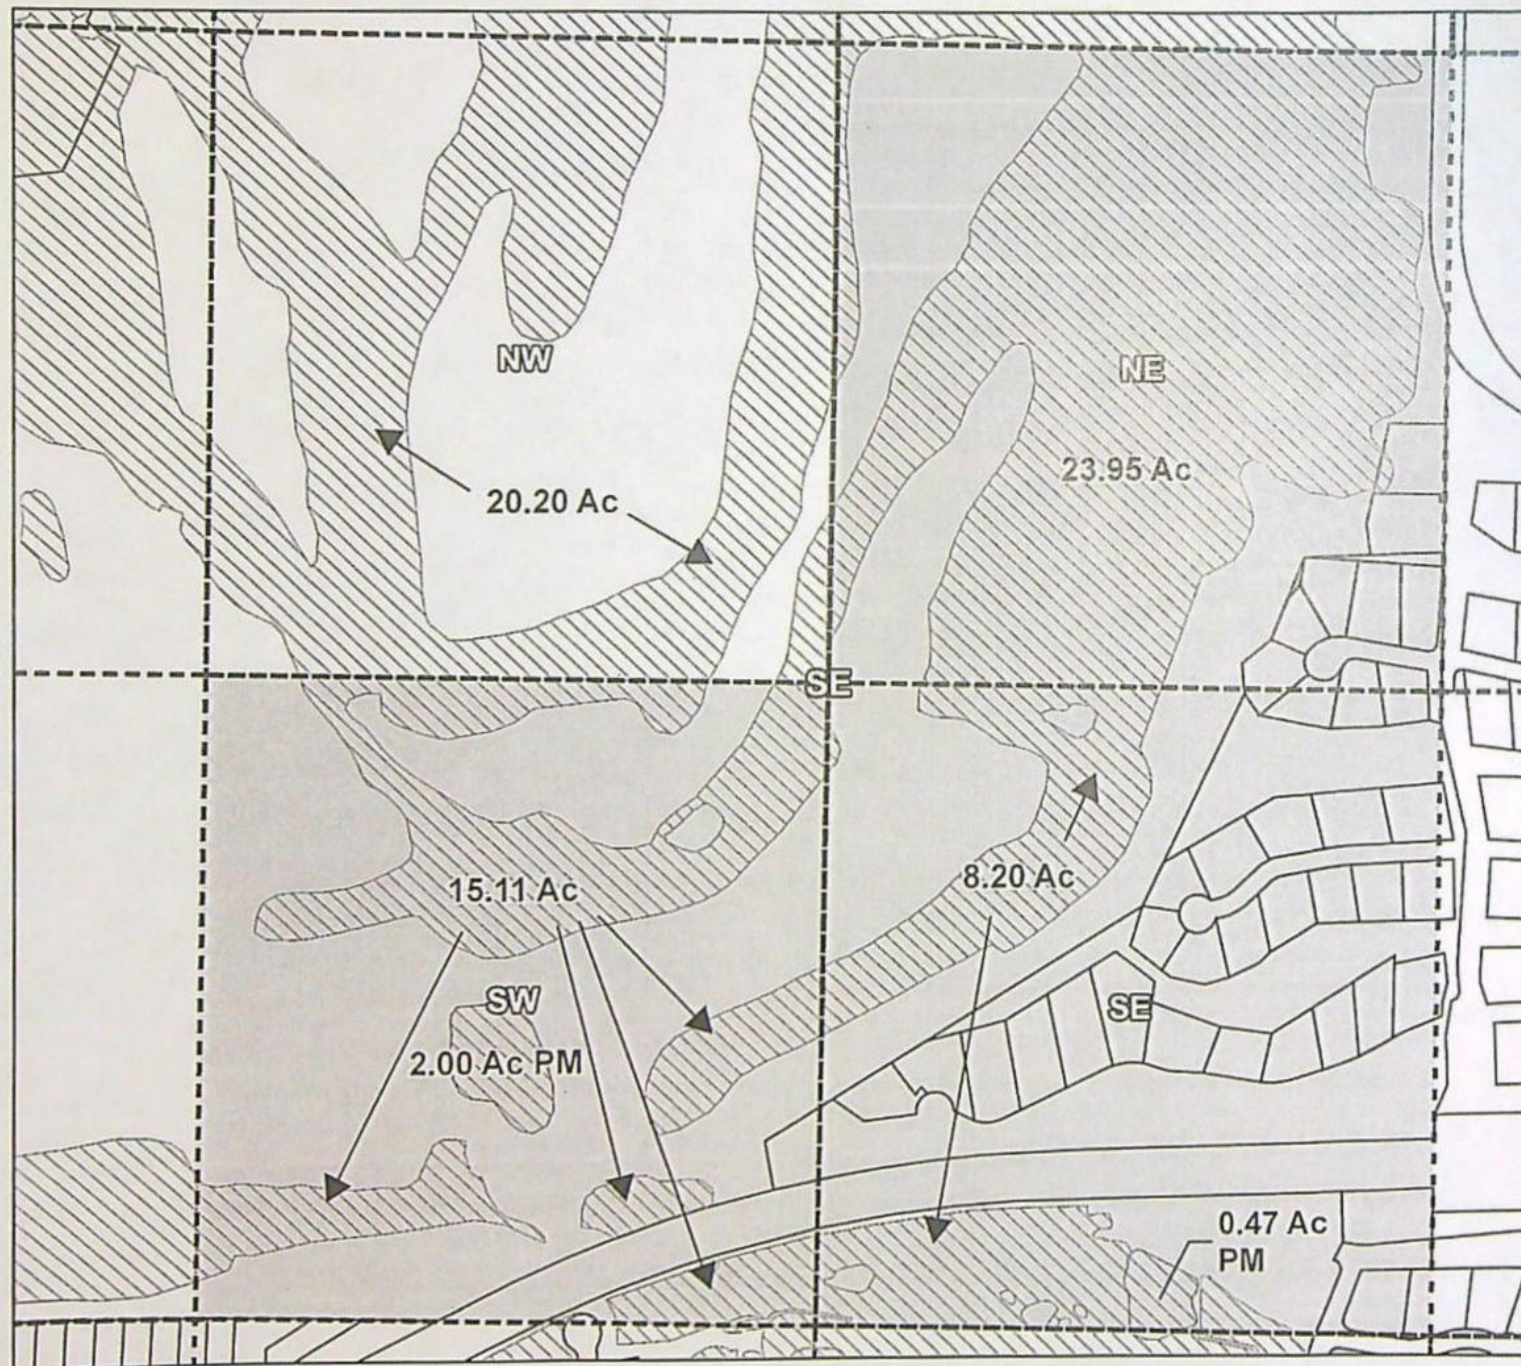 NW
NE
23.95 Ac
20.20 Ac
SE
15.11 Ac
8.20 Ac
SW
SE
2.00 Ac PM
0.47 Ac
PM